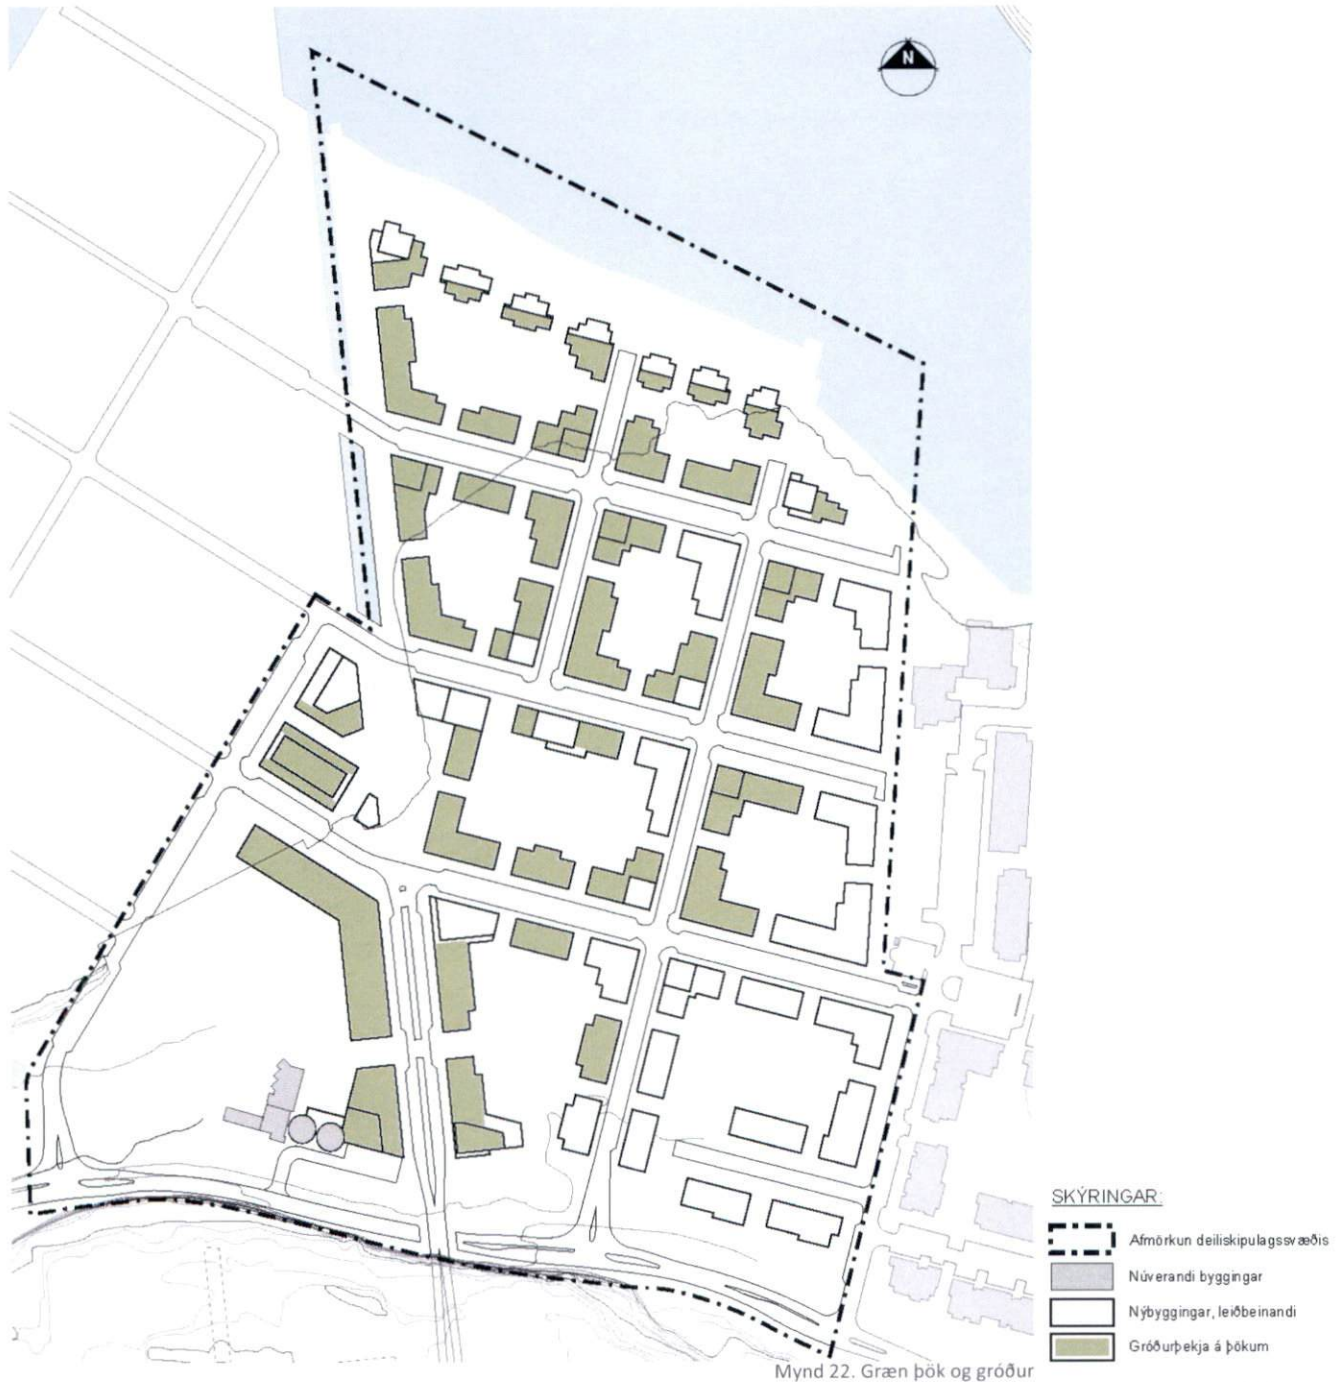 N
SKÝRINGAR:
Afmörkun deiliskipulagssvæðis
Núverandi byggingar
Nýbyggingar, leiðbeinandi
Gróðurþekja á þökum
Mynd 22. Græn þök og gróður